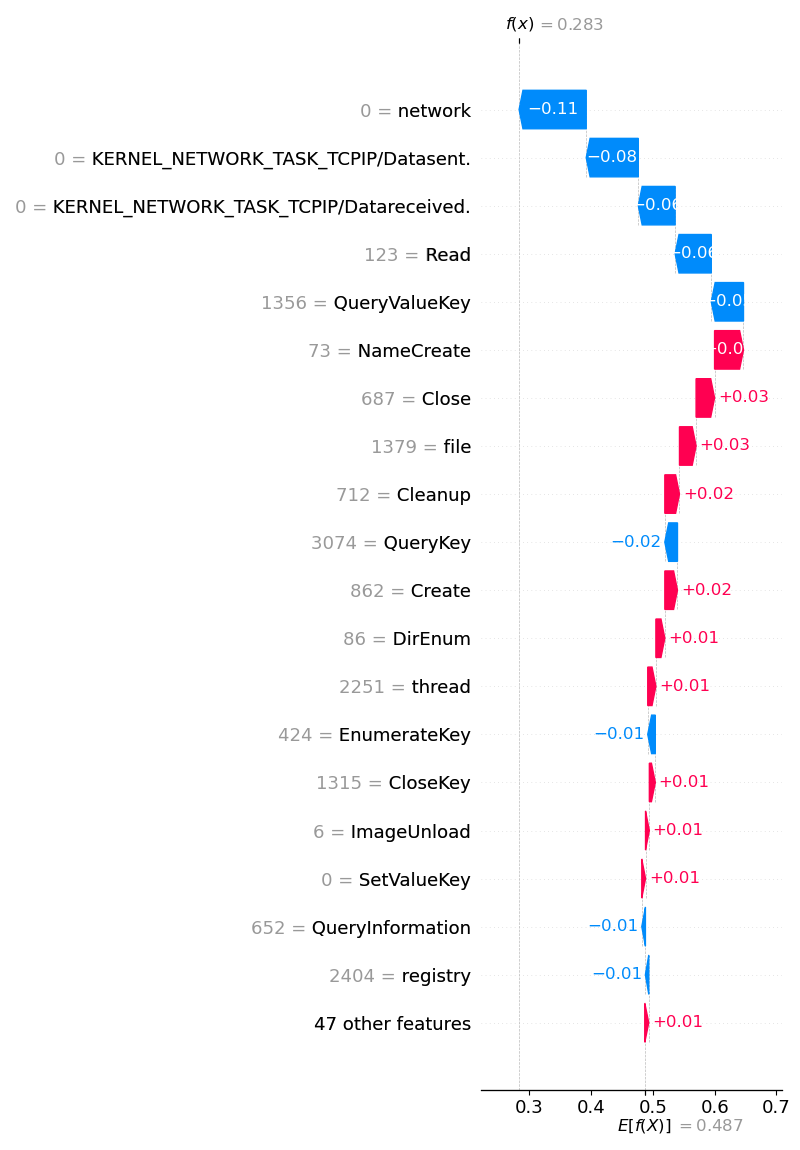 f(x) = 0.283
0 = network −0.11
0 = KERNEL_NETWORK_TASK_TCPIP/Datasent. −0.08
0 = KERNEL_NETWORK_TASK_TCPIP/Datareceived. −0.06
123 = Read −0.06
1356 = QueryValueKey
73 = NameCreate
687 = Close +0.03
1379 = file +0.03
712 = Cleanup +0.02
3074 = QueryKey −0.02
862 = Create +0.02
86 = DirEnum +0.01
2251 = thread +0.01
424 = EnumerateKey −0.01
1315 = CloseKey +0.01
6 = ImageUnload +0.01
0 = SetValueKey +0.01
652 = QueryInformation −0.01
2404 = registry −0.01
47 other features +0.01
0.3 0.4 0.5 0.6 0.7
E[f(X)] = 0.487